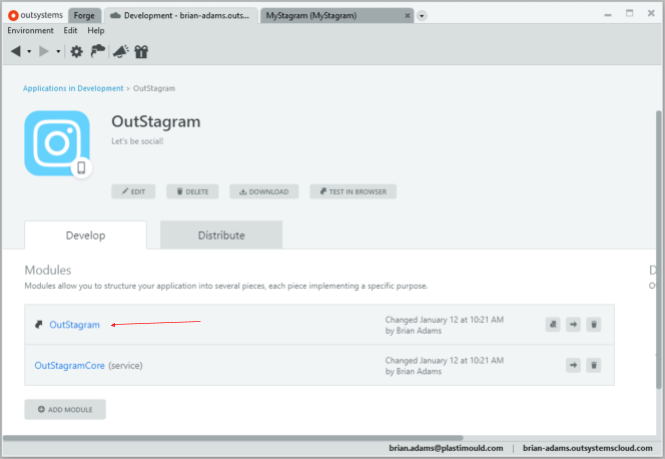 outsystems Forge Development - brian-adams.outs... MyStagram (MyStagram)
Environment Edit Help
Applications in Development > OutStagram
OutStagram
Let's be social!
EDIT DELETE DOWNLOAD TEST IN BROWSER
Develop Distribute
Modules D
Modules allow you to structure your application into several pieces, each piece implementing a specific purpose. O
OutStagram Changed January 12 at 10:21 AM
by Brian Adams
OutStagramCore (service) Changed January 12 at 10:21 AM
by Brian Adams
ADD MODULE
brian.adams@plastimould.com | brian-adams.outsystemscloud.com